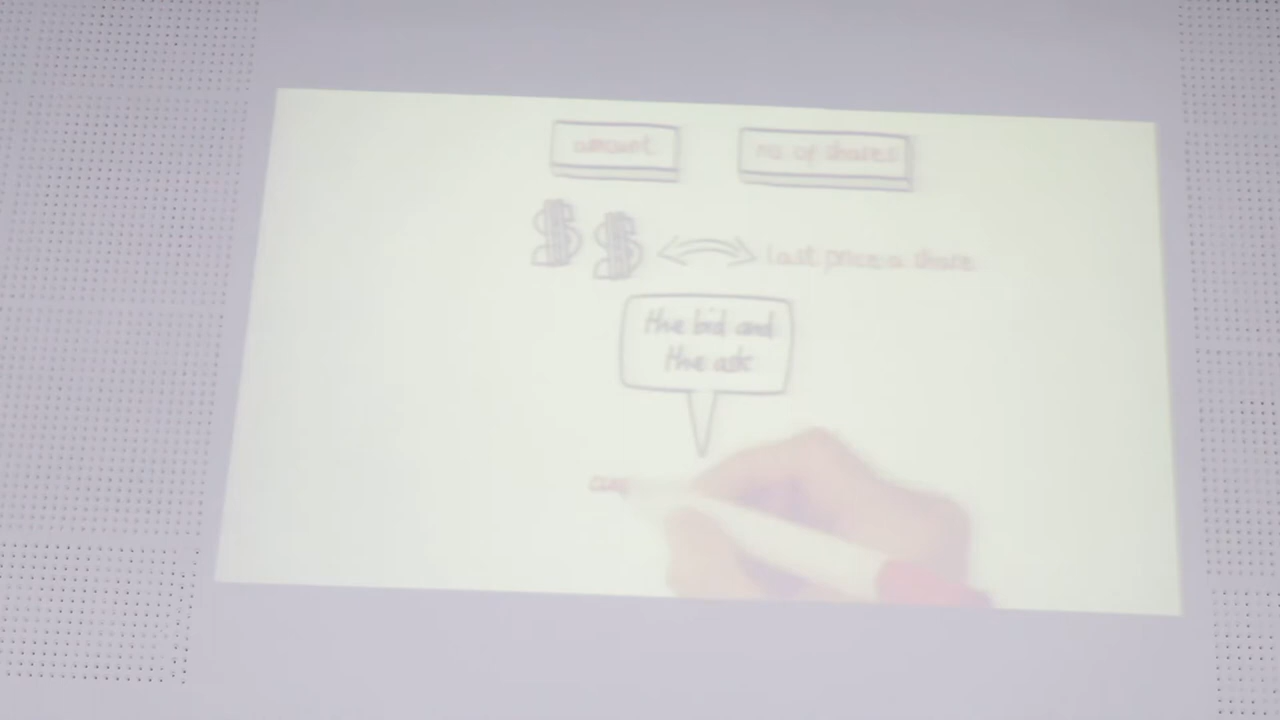 amount
no of shares
$ $
last price a share
the bid and
the ask